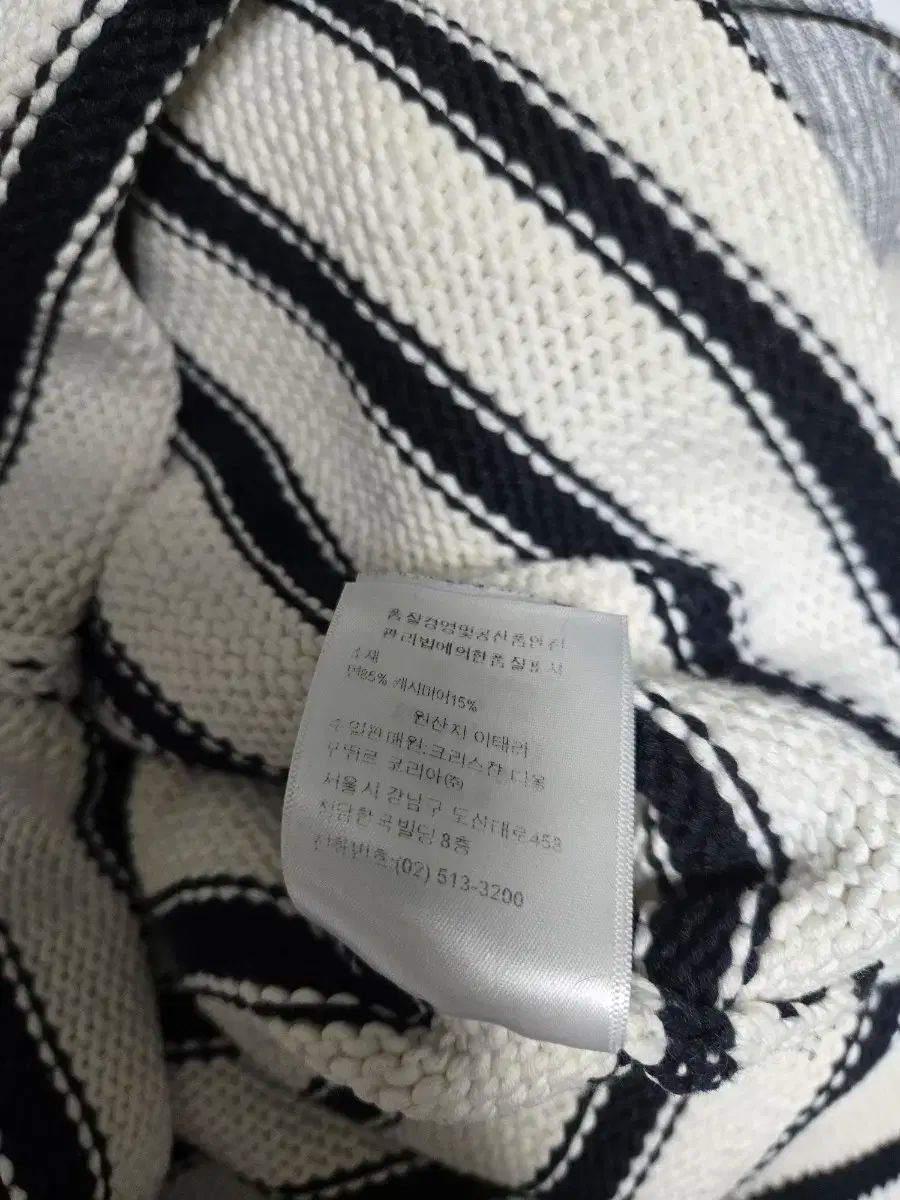 품질경영및공산품안전
관리법에의한품질표시
소재
면85% 캐시미어15%
원산지 이태리
수입판매원:크리스챤 디올
꾸뛰르 코리아㈜
서울시 강남구 도산대로458
청담한국빌딩8층
전화번호:(02) 513-3200